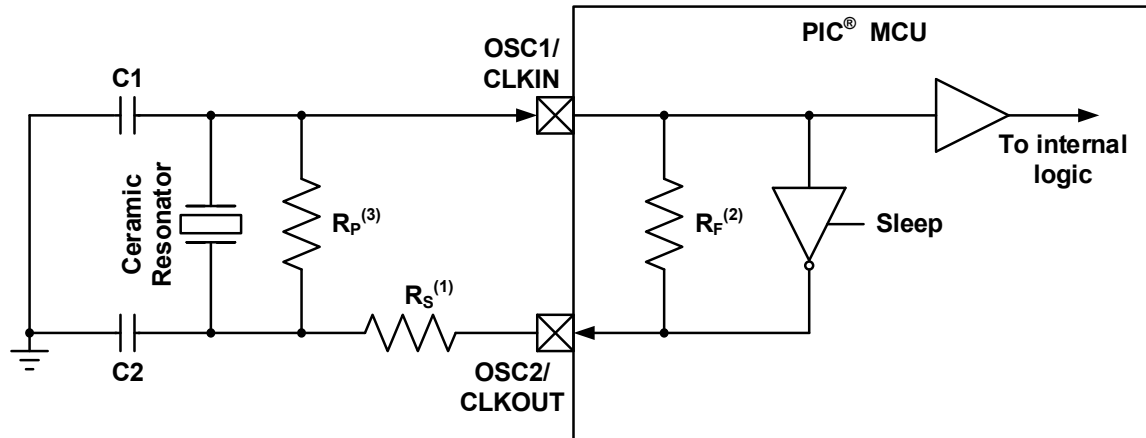 PIC® MCU
OSC1/
CLKIN
C1
To internal
logic
Ceramic
Resonator
RP(3)
RF(2)
Sleep
RS(1)
C2
OSC2/
CLKOUT